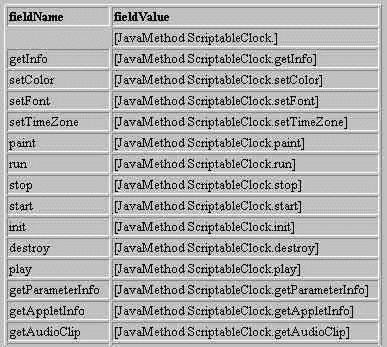 fieldName fieldValue
[JavaMethod ScriptableClock.]
getInfo [JavaMethod ScriptableClock.getInfo]
setColor [JavaMethod ScriptableClock.setColor]
setFont [JavaMethod ScriptableClock.setFont]
setTimeZone [JavaMethod ScriptableClock.setTimeZone]
paint [JavaMethod ScriptableClock.paint]
run [JavaMethod ScriptableClock.run]
stop [JavaMethod ScriptableClock.stop]
start [JavaMethod ScriptableClock.start]
init [JavaMethod ScriptableClock.init]
destroy [JavaMethod ScriptableClock.destroy]
play [JavaMethod ScriptableClock.play]
getParameterInfo [JavaMethod ScriptableClock.getParameterInfo]
getAppletInfo [JavaMethod ScriptableClock.getAppletInfo]
getAudioClip [JavaMethod ScriptableClock.getAudioClip]